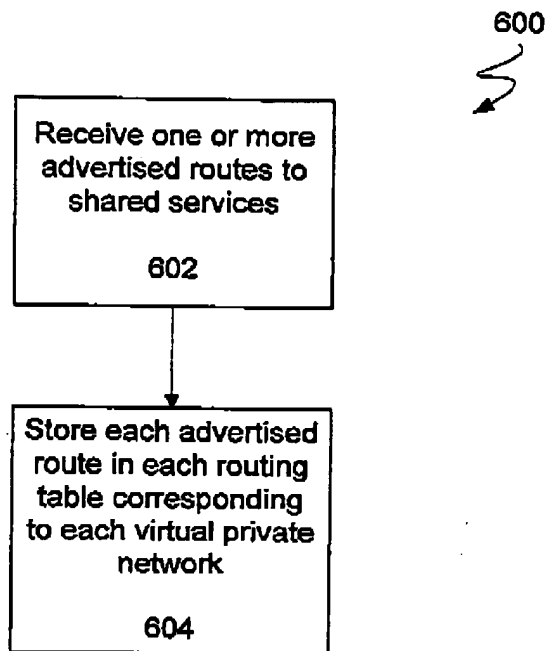 600
Receive one or more
advertised routes to
shared services
602
Store each advertised
route in each routing
table corresponding
to each virtual private
network
604